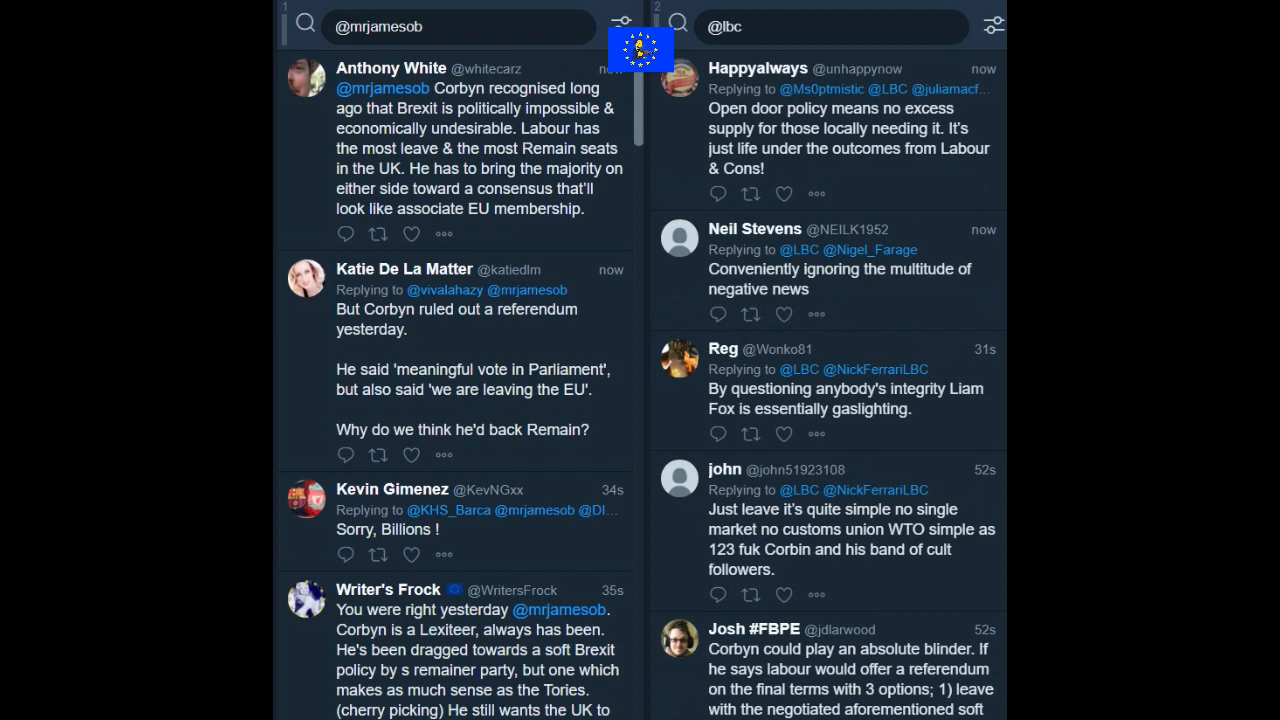 1
@mrjamesob
Anthony White @whitecarz
@mrjamesob Corbyn recognised long
ago that Brexit is politically impossible &
economically undesirable. Labour has
the most leave & the most Remain seats
in the UK. He has to bring the majority on
either side toward a consensus that'll
look like associate EU membership.
Katie De La Matter @katiedlm now
Replying to @vivalahazy @mrjamesob
But Corbyn ruled out a referendum
yesterday.
He said 'meaningful vote in Parliament',
but also said 'we are leaving the EU'.
Why do we think he'd back Remain?
Kevin Gimenez @KevNGxx 34s
Replying to @KHS_Barca @mrjamesob @DI...
Sorry, Billions !
Writer's Frock @WritersFrock 35s
You were right yesterday @mrjamesob.
Corbyn is a Lexiteer, always has been.
He's been dragged towards a soft Brexit
policy by s remainer party, but one which
makes as much sense as the Tories.
(cherry picking) He still wants the UK to
2
@lbc
Happyalways @unhappynow now
Replying to @Ms0ptmistic @LBC @juliamacf...
Open door policy means no excess
supply for those locally needing it. It's
just life under the outcomes from Labour
& Cons!
Neil Stevens @NEILK1952 now
Replying to @LBC @Nigel_Farage
Conveniently ignoring the multitude of
negative news
Reg @Wonko81 31s
Replying to @LBC @NickFerrariLBC
By questioning anybody's integrity Liam
Fox is essentially gaslighting.
john @john51923108 52s
Replying to @LBC @NickFerrariLBC
Just leave it's quite simple no single
market no customs union WTO simple as
123 fuk Corbin and his band of cult
followers.
Josh #FBPE @jdlarwood 52s
Corbyn could play an absolute blinder. If
he says labour would offer a referendum
on the final terms with 3 options; 1) leave
with the negotiated aforementioned soft